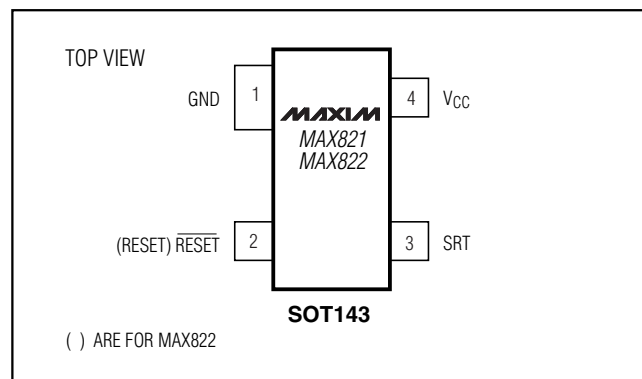 TOP VIEW
GND 1 4 VCC
MAXIM
MAX821
MAX822
(RESET) RESET 2 3 SRT
SOT143
( ) ARE FOR MAX822